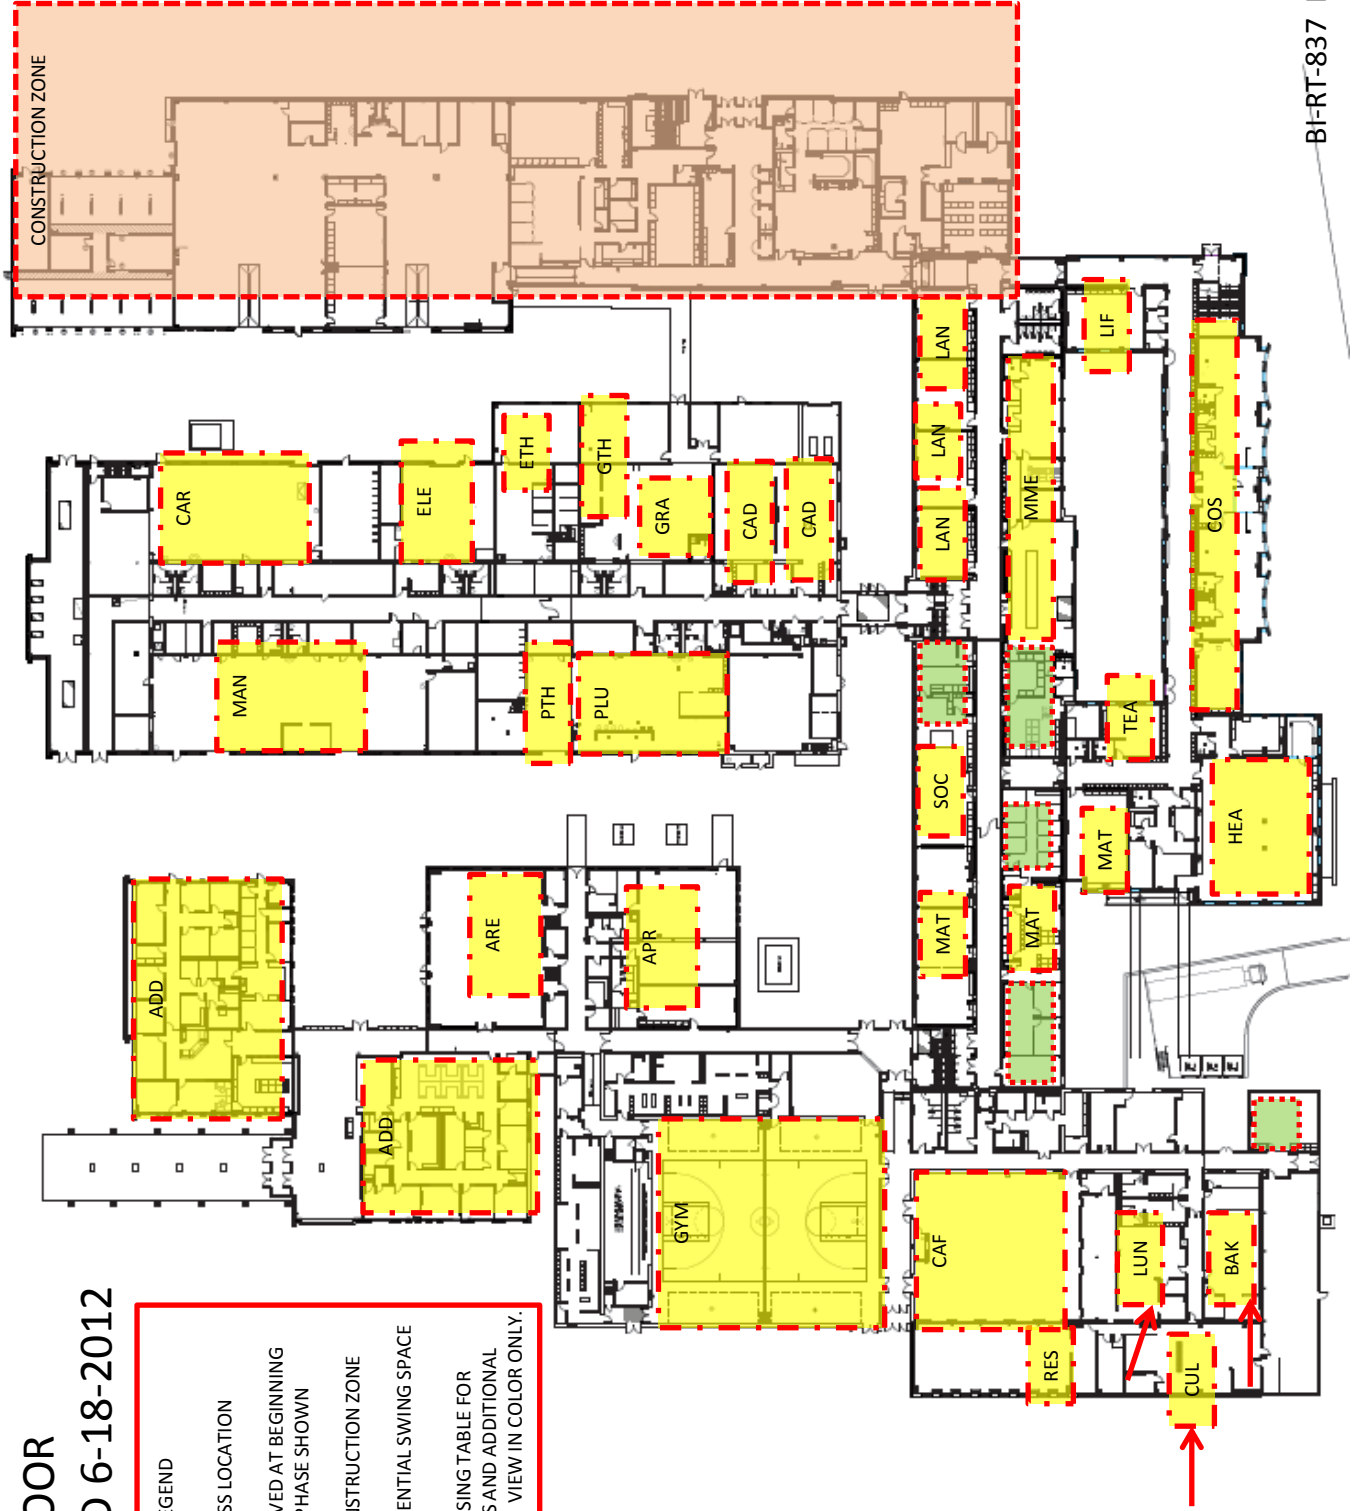 OOR
D 6-18-2012
EGEND
SS LOCATION
VED AT BEGINNING
PHASE SHOWN
NSTRUCTION ZONE
ENTIAL SWING SPACE
SING TABLE FOR
S AND ADDITIONAL
VIEW IN COLOR ONLY.
CONSTRUCTION ZONE
BI-RT-837
CAR
ELE
ETH
GTH
GRA
CAD
CAD
MAN
PTH
PLU
LAN
LAN
LAN
MME
LIF
COS
SOC
TEA
MAT
MAT
MAT
HEA
ADD
ADD
ARE
APR
GYM
CAF
RES
LUN
BAK
CUL